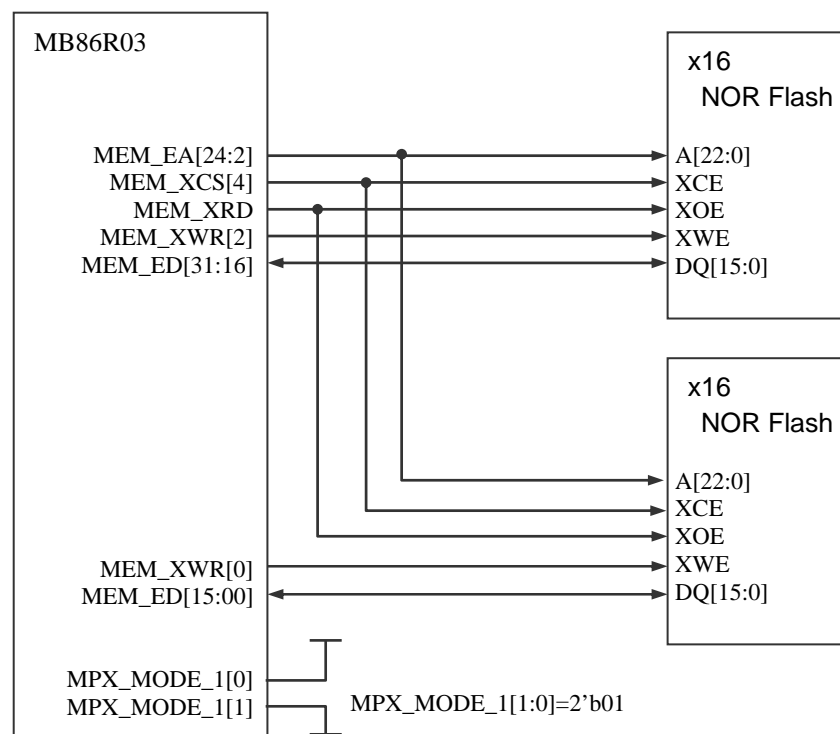 MB86R03
x16
NOR Flash
MEM_EA[24:2]
MEM_XCS[4]
MEM_XRD
MEM_XWR[2]
MEM_ED[31:16]
A[22:0]
XCE
XOE
XWE
DQ[15:0]
x16
NOR Flash
A[22:0]
XCE
XOE
XWE
DQ[15:0]
MEM_XWR[0]
MEM_ED[15:00]
MPX_MODE_1[0]
MPX_MODE_1[1]
MPX_MODE_1[1:0]=2’b01